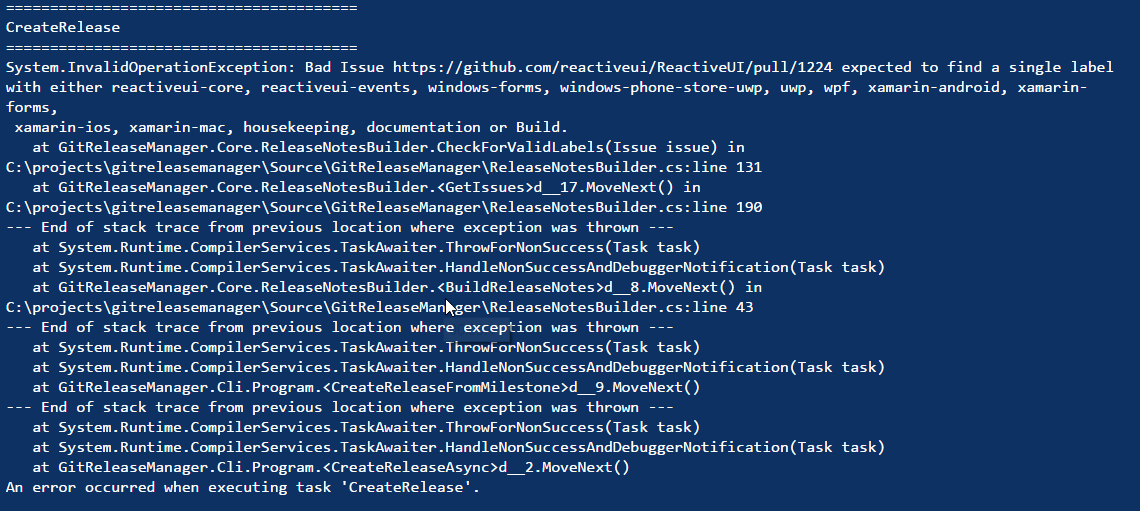 ========================================
CreateRelease
========================================
System.InvalidOperationException: Bad Issue https://github.com/reactiveui/ReactiveUI/pull/1224 expected to find a single label
with either reactiveui-core, reactiveui-events, windows-forms, windows-phone-store-uwp, uwp, wpf, xamarin-android, xamarin-
forms,
 xamarin-ios, xamarin-mac, housekeeping, documentation or Build.
   at GitReleaseManager.Core.ReleaseNotesBuilder.CheckForValidLabels(Issue issue) in
C:\projects\gitreleasemanager\Source\GitReleaseManager\ReleaseNotesBuilder.cs:line 131
   at GitReleaseManager.Core.ReleaseNotesBuilder.<GetIssues>d__17.MoveNext() in
C:\projects\gitreleasemanager\Source\GitReleaseManager\ReleaseNotesBuilder.cs:line 190
--- End of stack trace from previous location where exception was thrown ---
   at System.Runtime.CompilerServices.TaskAwaiter.ThrowForNonSuccess(Task task)
   at System.Runtime.CompilerServices.TaskAwaiter.HandleNonSuccessAndDebuggerNotification(Task task)
   at GitReleaseManager.Core.ReleaseNotesBuilder.<BuildReleaseNotes>d__8.MoveNext() in
C:\projects\gitreleasemanager\Source\GitReleaseManager\ReleaseNotesBuilder.cs:line 43
--- End of stack trace from previous location where exception was thrown ---
   at System.Runtime.CompilerServices.TaskAwaiter.ThrowForNonSuccess(Task task)
   at System.Runtime.CompilerServices.TaskAwaiter.HandleNonSuccessAndDebuggerNotification(Task task)
   at GitReleaseManager.Cli.Program.<CreateReleaseFromMilestone>d__9.MoveNext()
--- End of stack trace from previous location where exception was thrown ---
   at System.Runtime.CompilerServices.TaskAwaiter.ThrowForNonSuccess(Task task)
   at System.Runtime.CompilerServices.TaskAwaiter.HandleNonSuccessAndDebuggerNotification(Task task)
   at GitReleaseManager.Cli.Program.<CreateReleaseAsync>d__2.MoveNext()
An error occurred when executing task 'CreateRelease'.